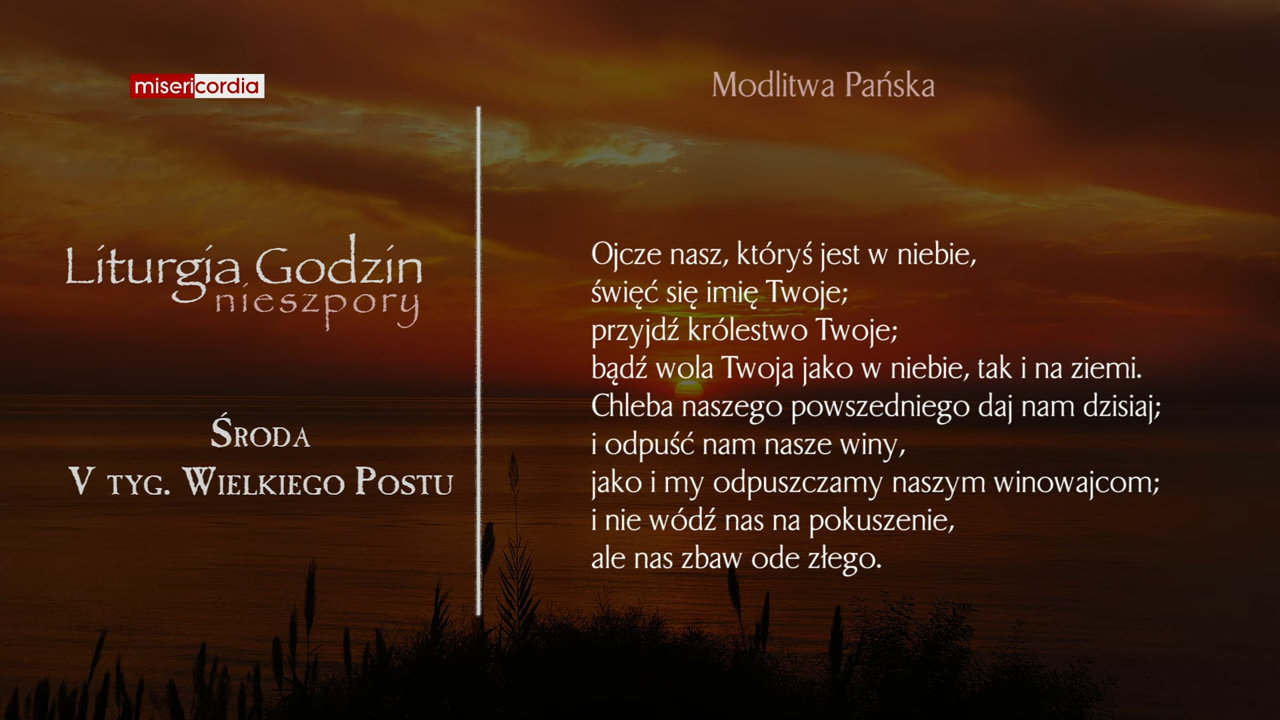 misericordia
Liturgia Godzin
nieszpory
Środa
V tyg. Wielkiego Postu
Modlitwa Pańska
Ojcze nasz, któryś jest w niebie,
święć się imię Twoje;
przyjdź królestwo Twoje;
bądź wola Twoja jako w niebie, tak i na ziemi.
Chleba naszego powszedniego daj nam dzisiaj;
i odpuść nam nasze winy,
jako i my odpuszczamy naszym winowajcom;
i nie wódź nas na pokuszenie,
ale nas zbaw ode złego.